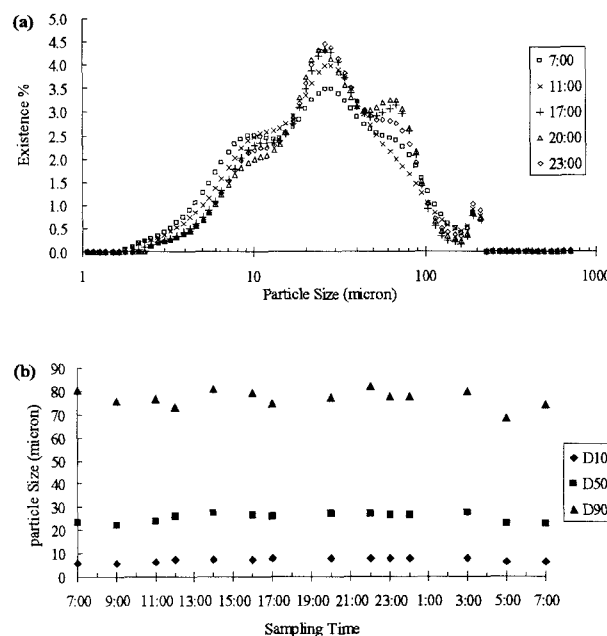 (a)
5.0
4.5
4.0
3.5
3.0
2.5
2.0
1.5
1.0
0.5
0.0
Existence %
1 10 100 1000
Particle Size (micron)
7:00
11:00
17:00
20:00
23:00
(b)
90
80
70
60
50
40
30
20
10
0
particle Size (micron)
7:00 9:00 11:00 13:00 15:00 17:00 19:00 21:00 23:00 1:00 3:00 5:00 7:00
Sampling Time
D10
D50
D90